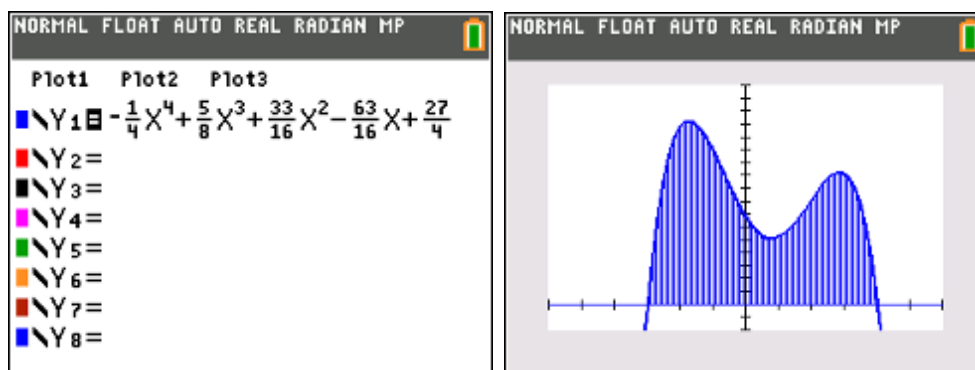 NORMAL FLOAT AUTO REAL RADIAN MP
Plot1 Plot2 Plot3
\Y1=-1/4X^4+5/8X^3+33/16X^2-63/16X+27/4
\Y2=
\Y3=
\Y4=
\Y5=
\Y6=
\Y7=
\Y8=
NORMAL FLOAT AUTO REAL RADIAN MP